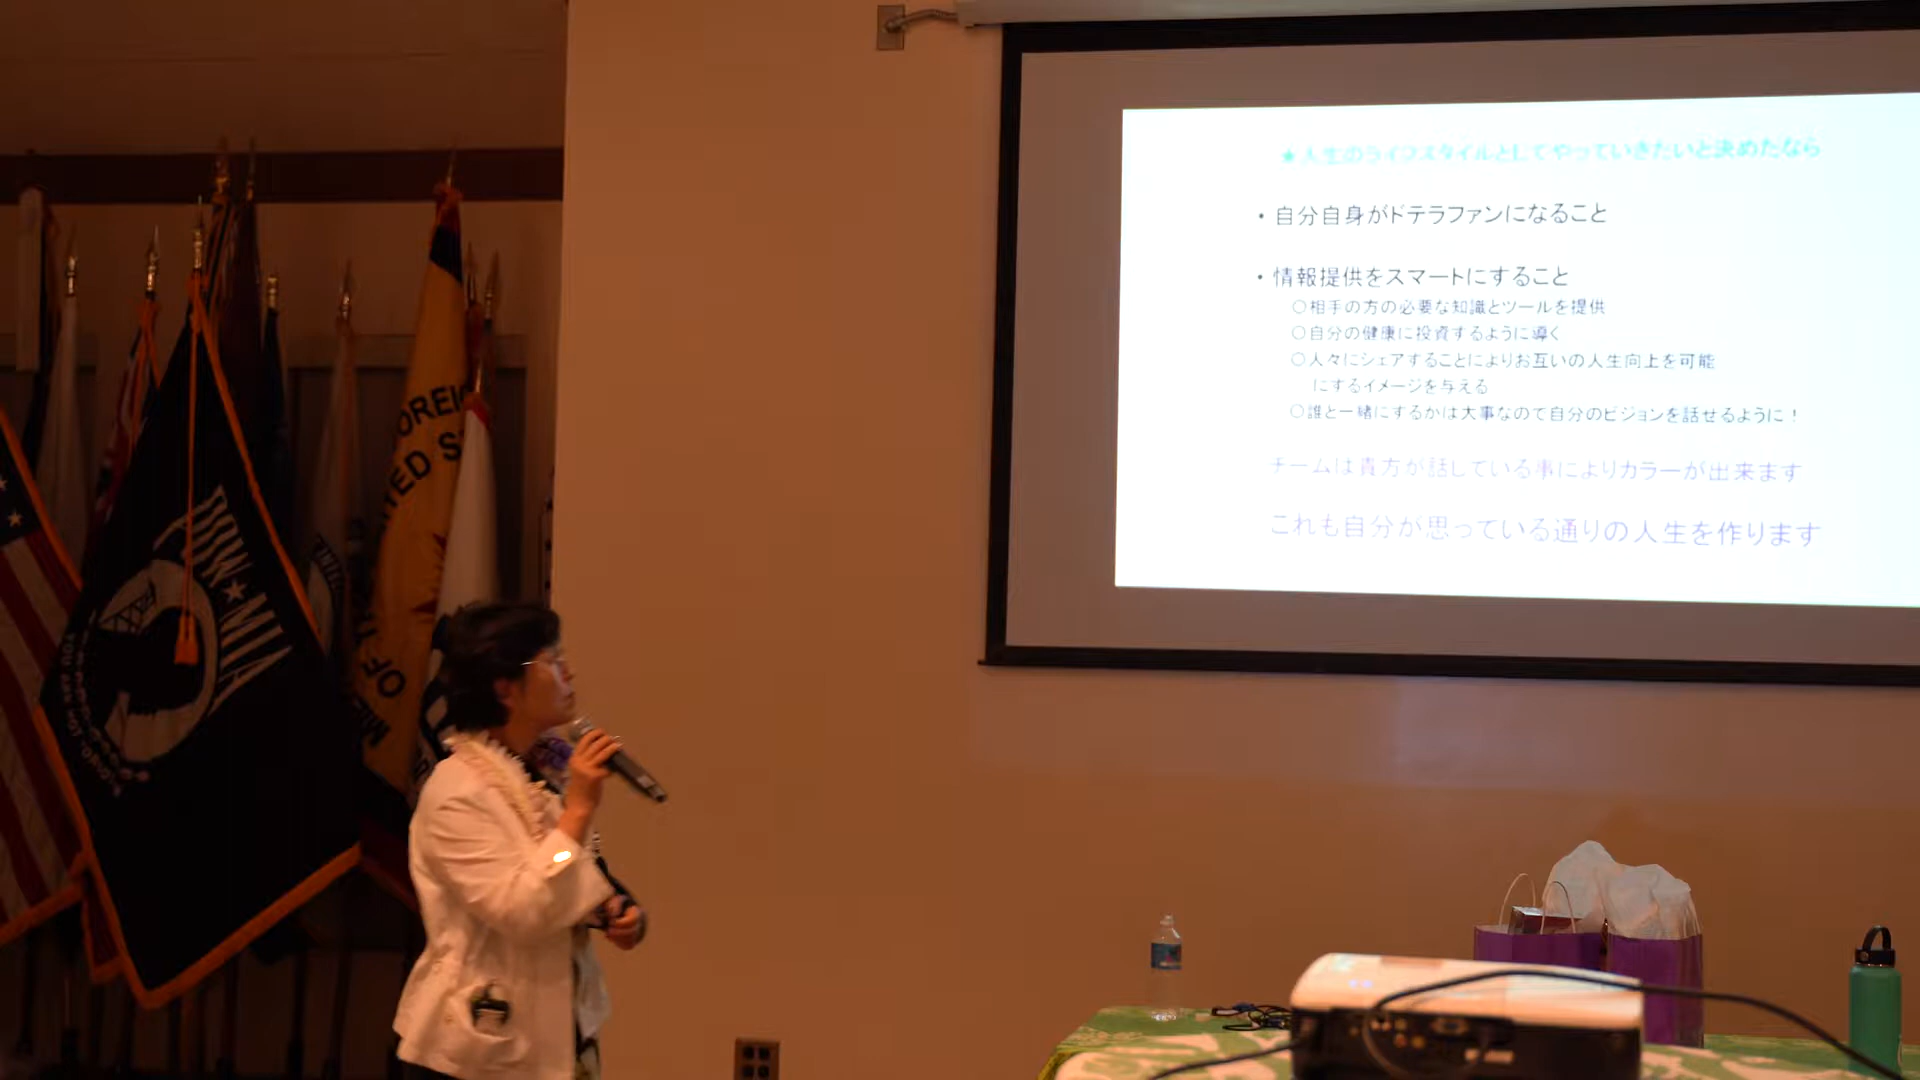 ★人生のライフスタイルとしてやっていきたいと決めたなら
・自分自身がドテラファンになること
・情報提供をスマートにすること
○相手の方の必要な知識とツールを提供
○自分の健康に投資するように導く
○人々にシェアすることによりお互いの人生向上を可能
にするイメージを与える
○誰と一緒にするかは大事なので自分のビジョンを話せるように！
チームは貴方が話している事によりカラーが出来ます
これも自分が思っている通りの人生を作ります
POW★MIA
OREIG
TED S
OF